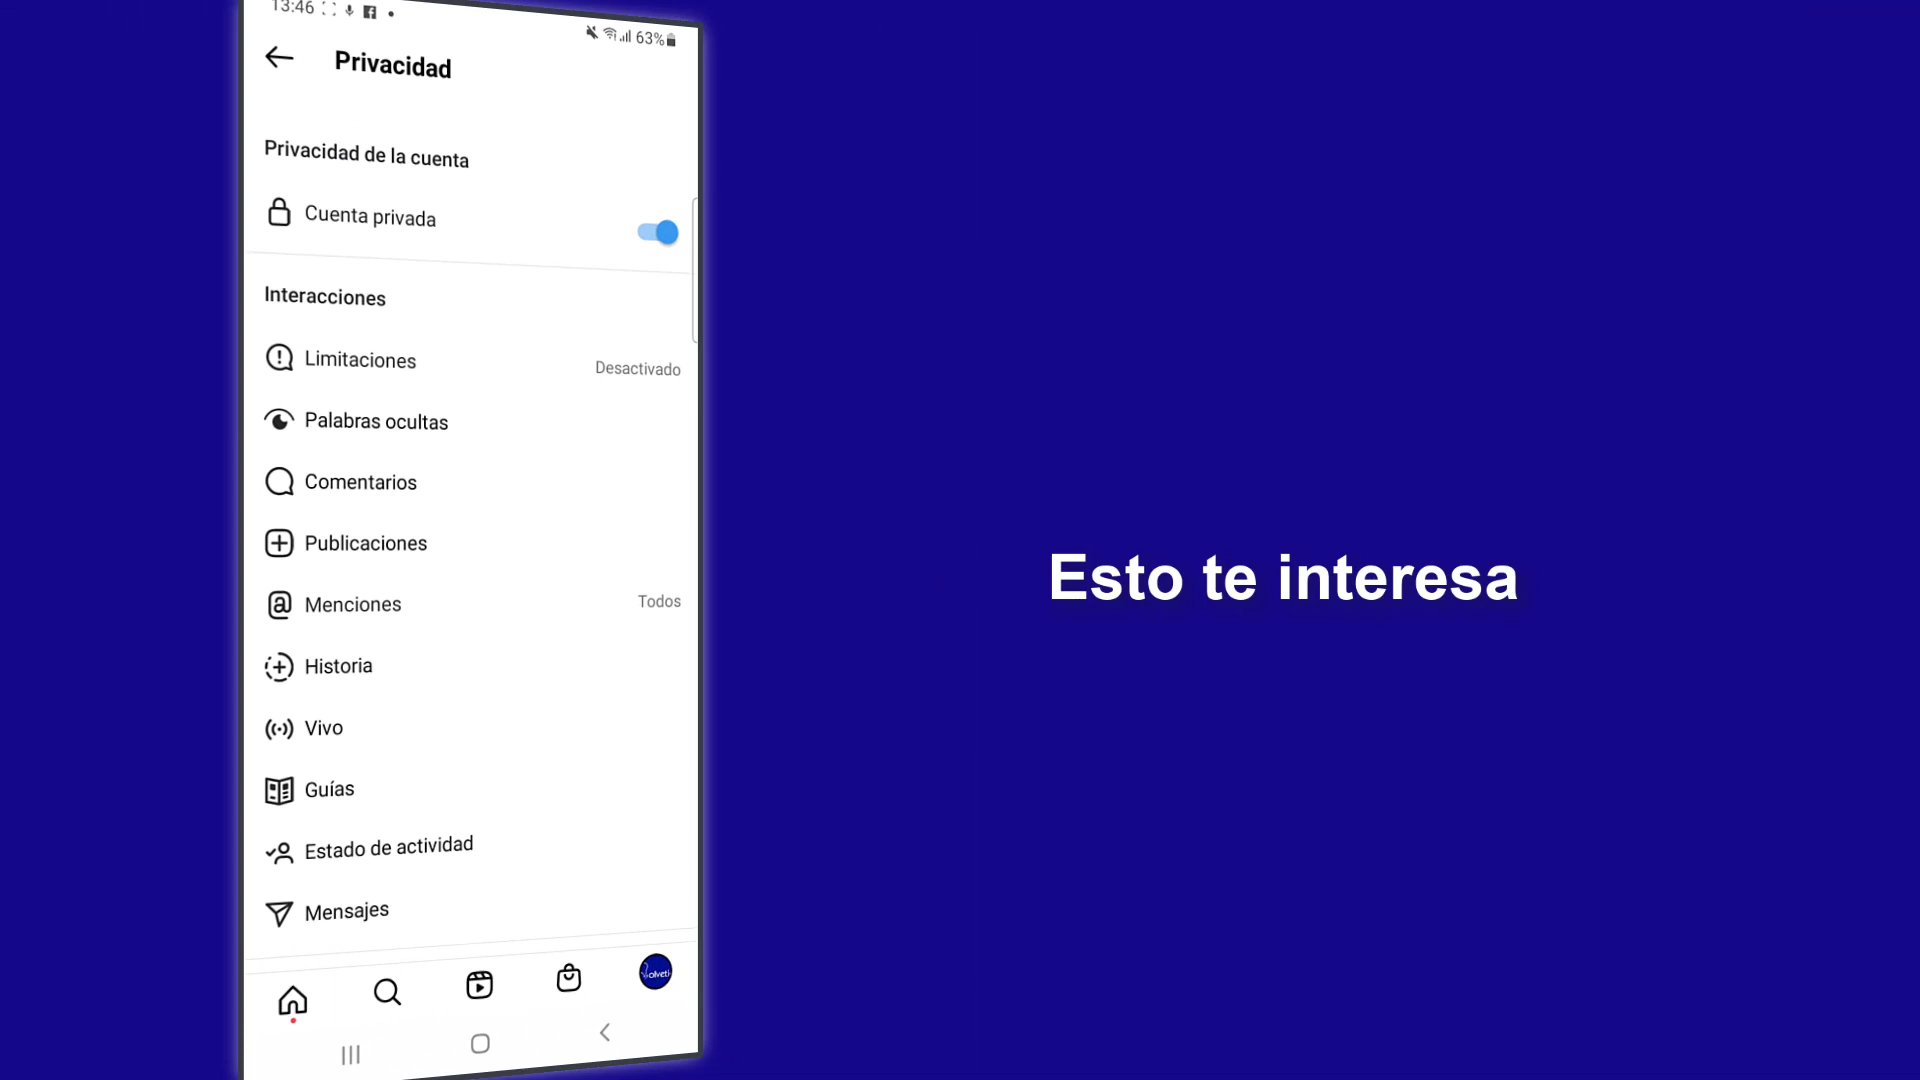 13:46
63%
Privacidad
Privacidad de la cuenta
Cuenta privada
Interacciones
Limitaciones
Desactivado
Palabras ocultas
Comentarios
Publicaciones
Menciones
Todos
Historia
Vivo
Guías
Estado de actividad
Mensajes
Esto te interesa